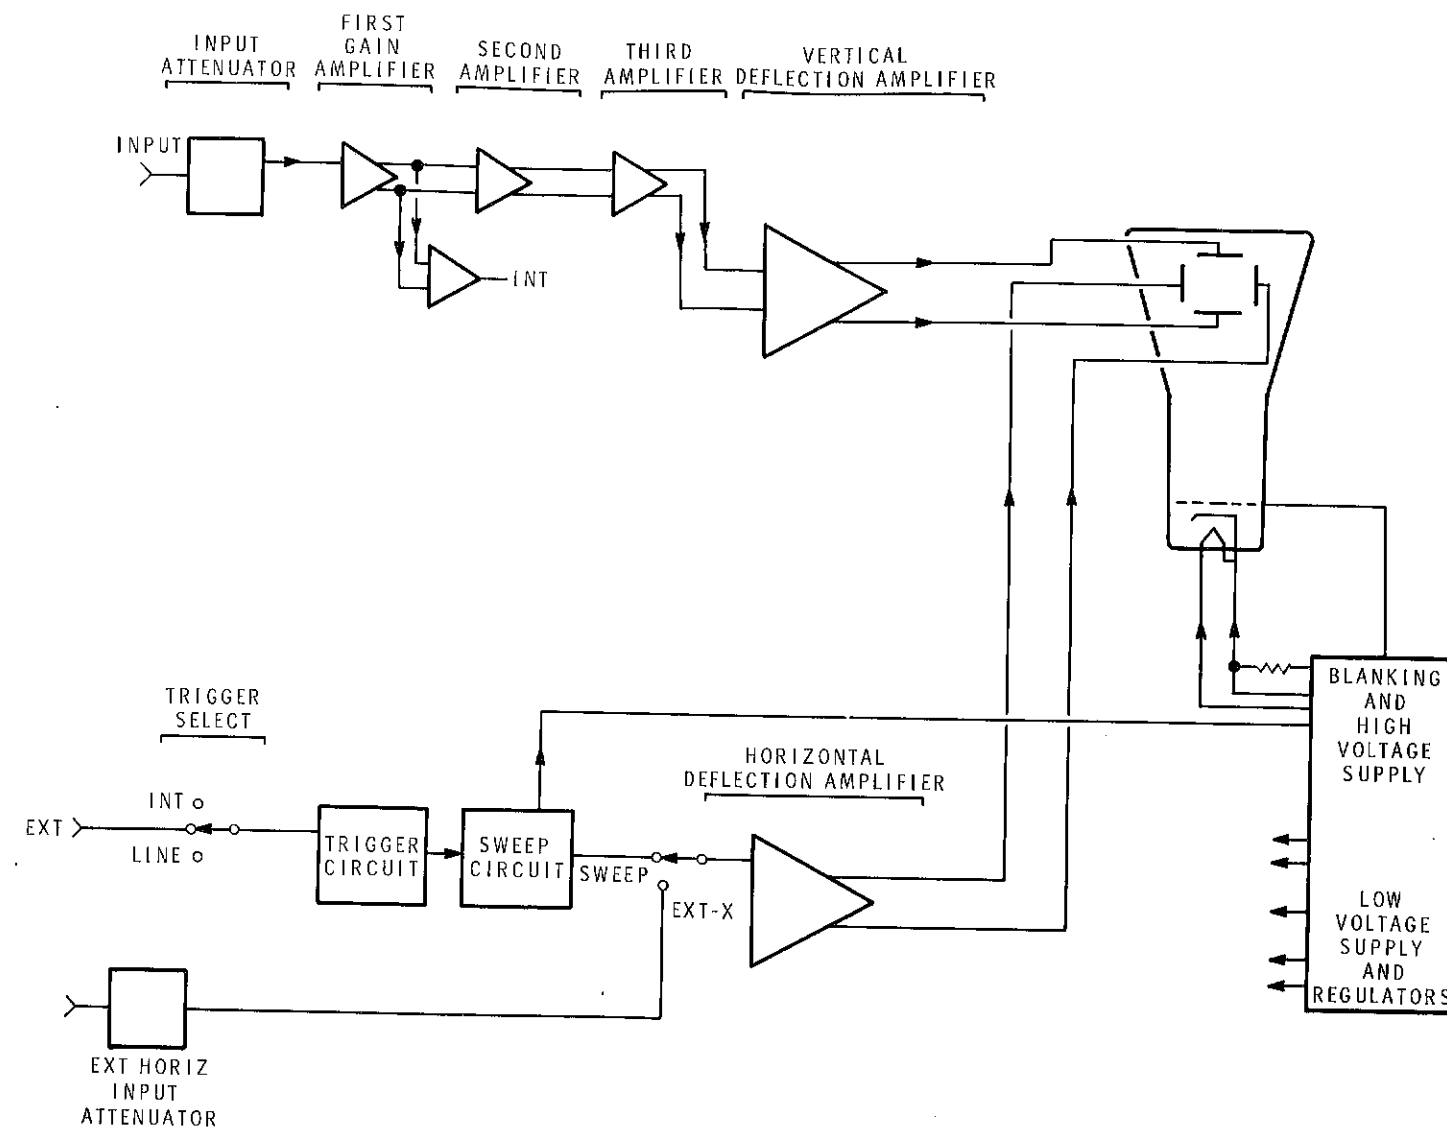 INPUT
ATTENUATOR
FIRST
GAIN
AMPLIFIER
SECOND
AMPLIFIER
THIRD
AMPLIFIER
VERTICAL
DEFLECTION AMPLIFIER
INPUT
INT
TRIGGER
SELECT
INT
EXT
LINE
TRIGGER
CIRCUIT
SWEEP
CIRCUIT
SWEEP
EXT-X
HORIZONTAL
DEFLECTION AMPLIFIER
BLANKING
AND
HIGH
VOLTAGE
SUPPLY
LOW
VOLTAGE
SUPPLY
AND
REGULATORS
EXT HORIZ
INPUT
ATTENUATOR